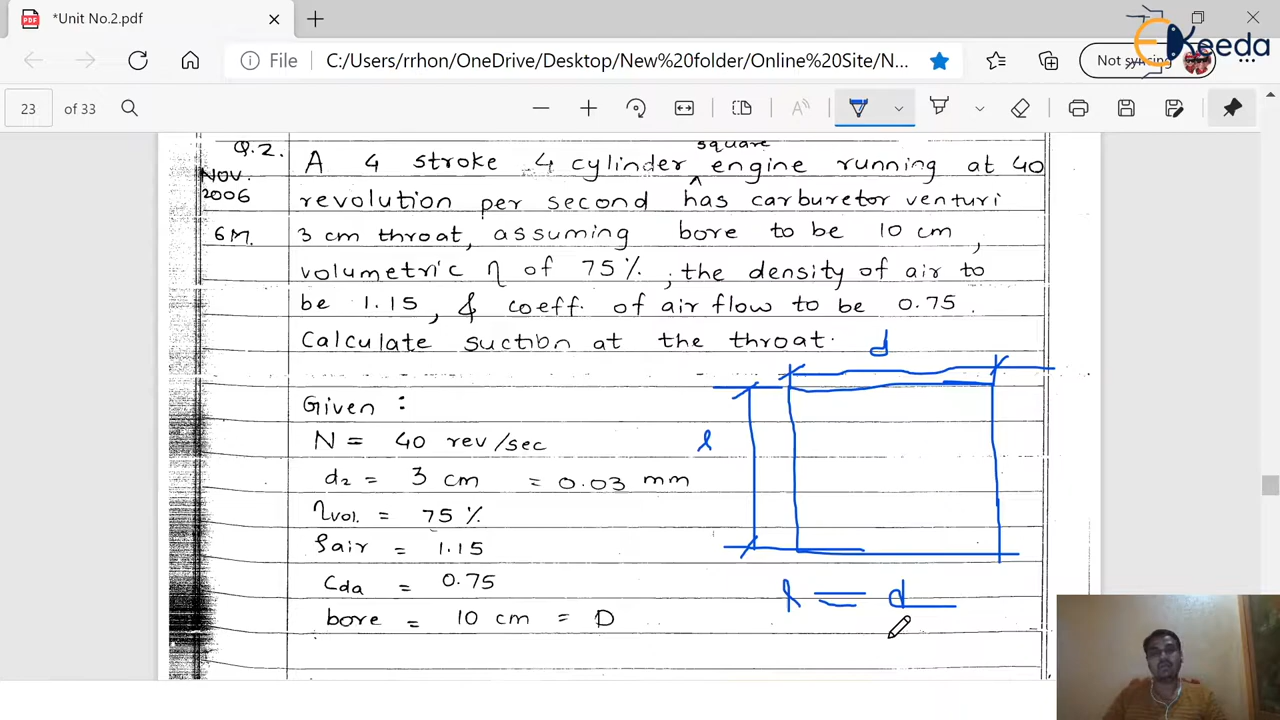 *Unit No.2.pdf
Keeda
File
C:/Users/rrhon/OneDrive/Desktop/New%20folder/Online%20Site/N...
Not syncing
23 of 33
Q.2.
NOV.
2006
6M.
square
A 4 stroke 4 cylinder engine running at 40
revolution per second has carburetor venturi
3 cm throat, assuming bore to be 10 cm,
volumetric η of 75%, the density of air to
be 1.15, & coeff. of air flow to be 0.75.
Calculate suction at the throat.
d
Given :
N = 40 rev/sec
l
d2 = 3 cm = 0.03 mm
ηvol. = 75 %
ρair = 1.15
Cda = 0.75
l = d
bore = 10 cm = D